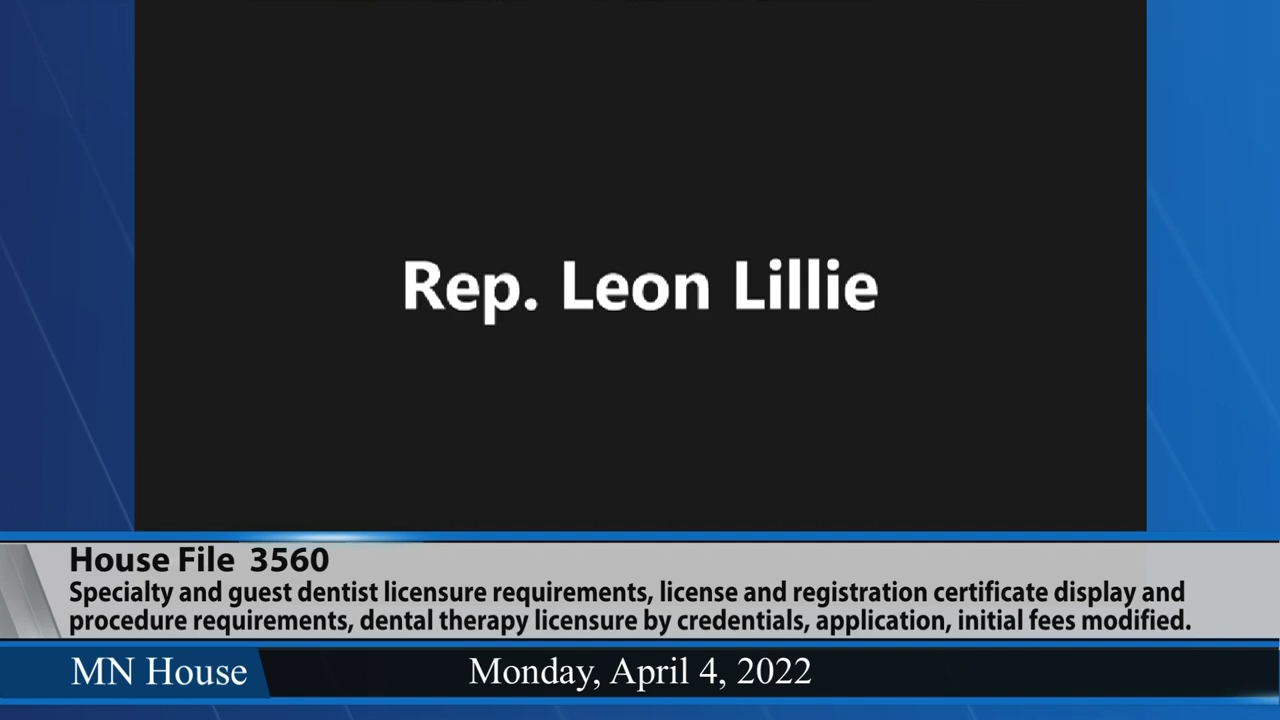 Rep. Leon Lillie
House File 3560
Specialty and guest dentist licensure requirements, license and registration certificate display and
procedure requirements, dental therapy licensure by credentials, application, initial fees modified.
MN House
Monday, April 4, 2022